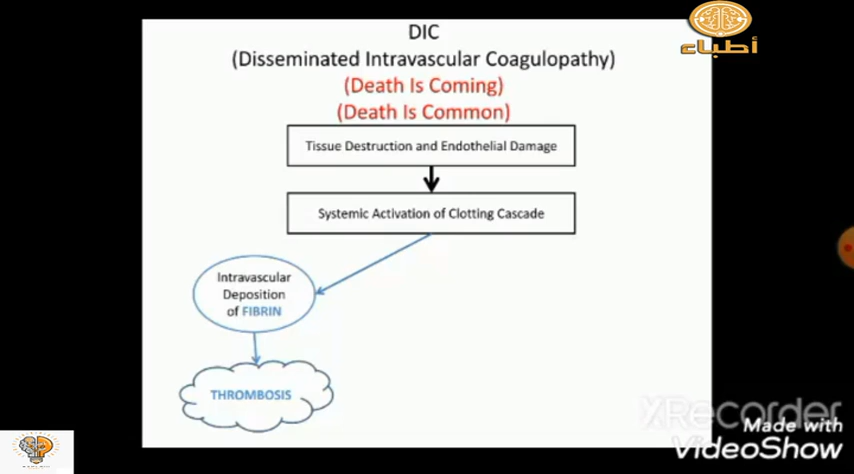 DIC
(Disseminated Intravascular Coagulopathy)
(Death Is Coming)
(Death Is Common)
Tissue Destruction and Endothelial Damage
Systemic Activation of Clotting Cascade
Intravascular
Deposition
of FIBRIN
THROMBOSIS
أطباء
XRecorder
Made with
VideoShow